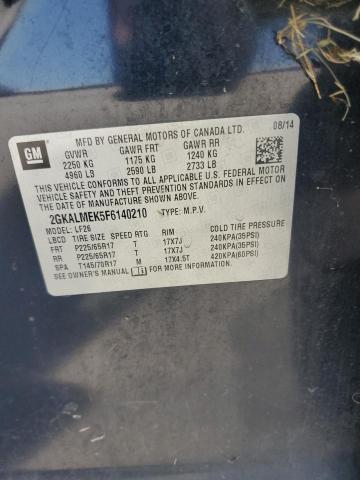 GM
MFD BY GENERAL MOTORS OF CANADA LTD. 08/14
GVWR GAWR FRT GAWR RR
2250 KG 1175 KG 1240 KG
4960 LB 2590 LB 2733 LB
THIS VEHICLE CONFORMS TO ALL APPLICABLE U.S. FEDERAL MOTOR
VEHICLE SAFETY, BUMPER, AND THEFT PREVENTION STANDARDS IN
EFFECT ON THE DATE OF MANUFACTURE SHOWN ABOVE.
2GKALMEK5F6140210 TYPE: M.P.V.
MODEL: LF26
LBCD TIRE SIZE SPEED RTG RIM COLD TIRE PRESSURE
FRT P225/65R17 T 17X7J 240KPA(35PSI)
RR P225/65R17 T 17X7J 240KPA(35PSI)
SPA T145/70R17 M 17X4.5T 420KPA(60PSI)
SEE OWNER'S MANUAL FOR MORE INFORMATION